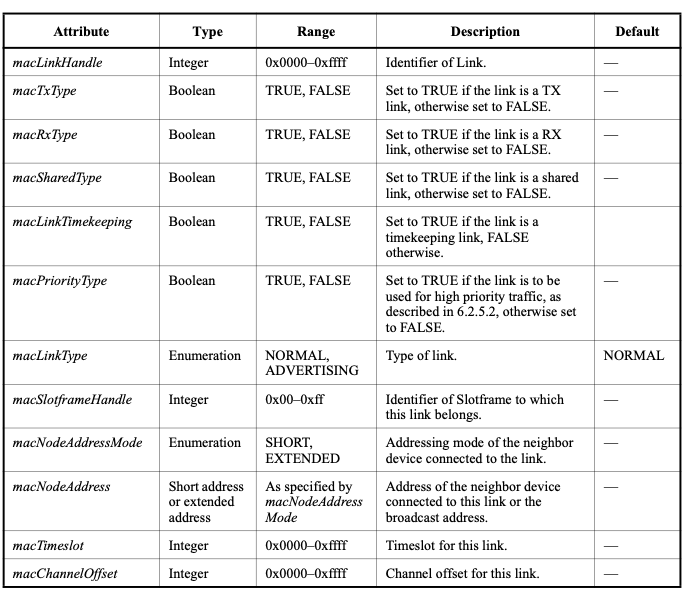 Attribute Type Range Description Default
macLinkHandle Integer 0x0000–0xffff Identifier of Link. —
macTxType Boolean TRUE, FALSE Set to TRUE if the link is a TX —
link, otherwise set to FALSE.
macRxType Boolean TRUE, FALSE Set to TRUE if the link is a RX —
link, otherwise set to FALSE.
macSharedType Boolean TRUE, FALSE Set to TRUE if the link is a shared —
link, otherwise set to FALSE.
macLinkTimekeeping Boolean TRUE, FALSE Set to TRUE if the link is a
timekeeping link, FALSE
otherwise.
macPriorityType Boolean TRUE, FALSE Set to TRUE if the link is to be —
used for high priority traffic, as
described in 6.2.5.2, otherwise set
to FALSE.
macLinkType Enumeration NORMAL, Type of link. NORMAL
ADVERTISING
macSlotframeHandle Integer 0x00–0xff Identifier of Slotframe to which —
this link belongs.
macNodeAddressMode Enumeration SHORT, Addressing mode of the neighbor —
EXTENDED device connected to the link.
macNodeAddress Short address As specified by Address of the neighbor device —
or extended macNodeAddress connected to this link or the
address Mode broadcast address.
macTimeslot Integer 0x0000–0xffff Timeslot for this link. —
macChannelOffset Integer 0x0000–0xffff Channel offset for this link. —